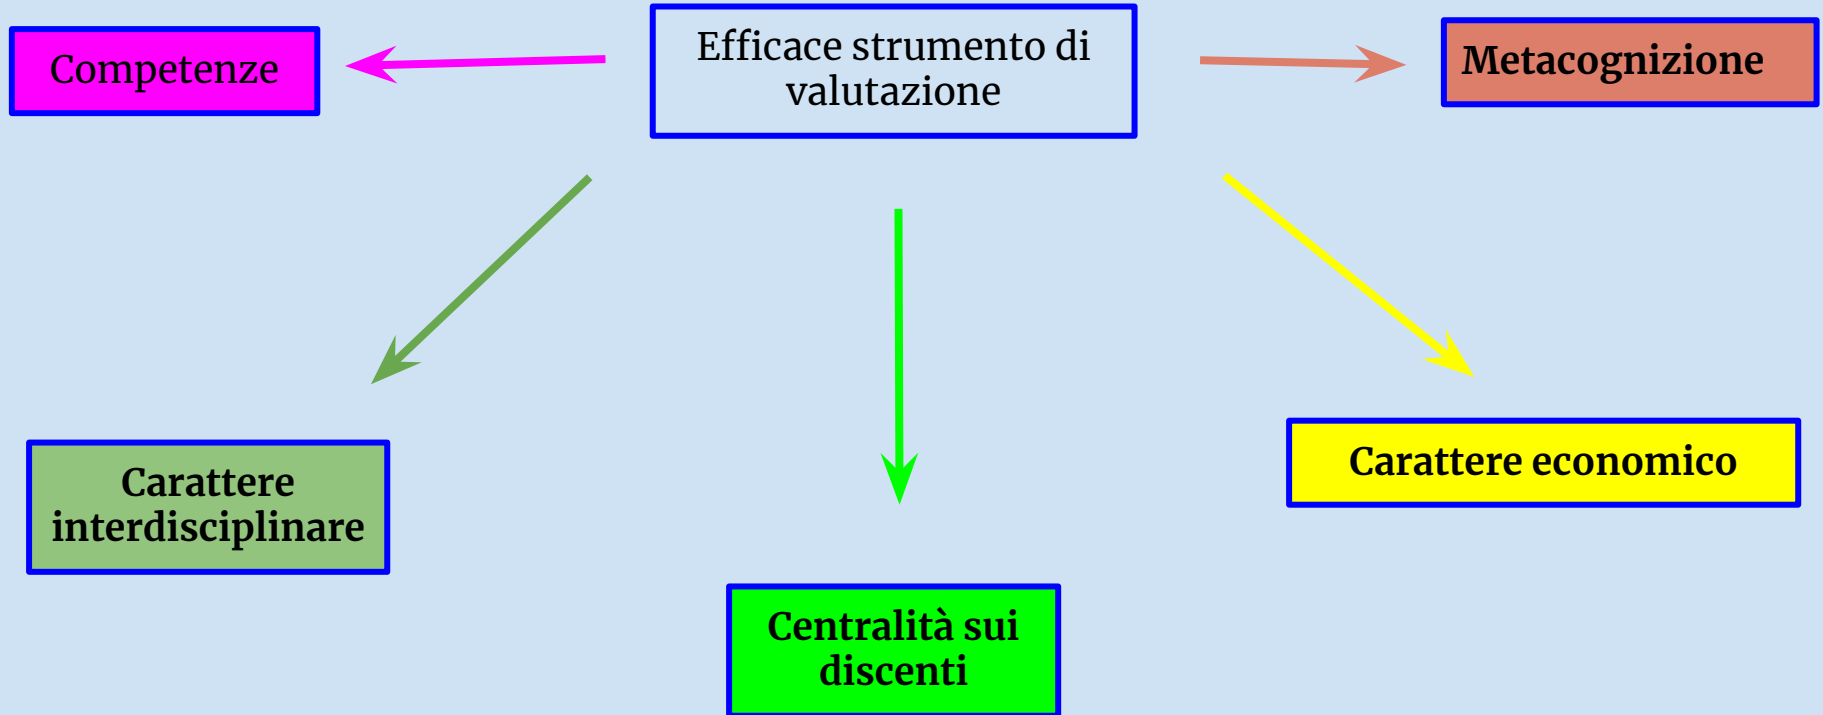 Competenze
Efficace strumento di
valutazione
Metacognizione
Carattere
interdisciplinare
Centralità sui
discenti
Carattere economico